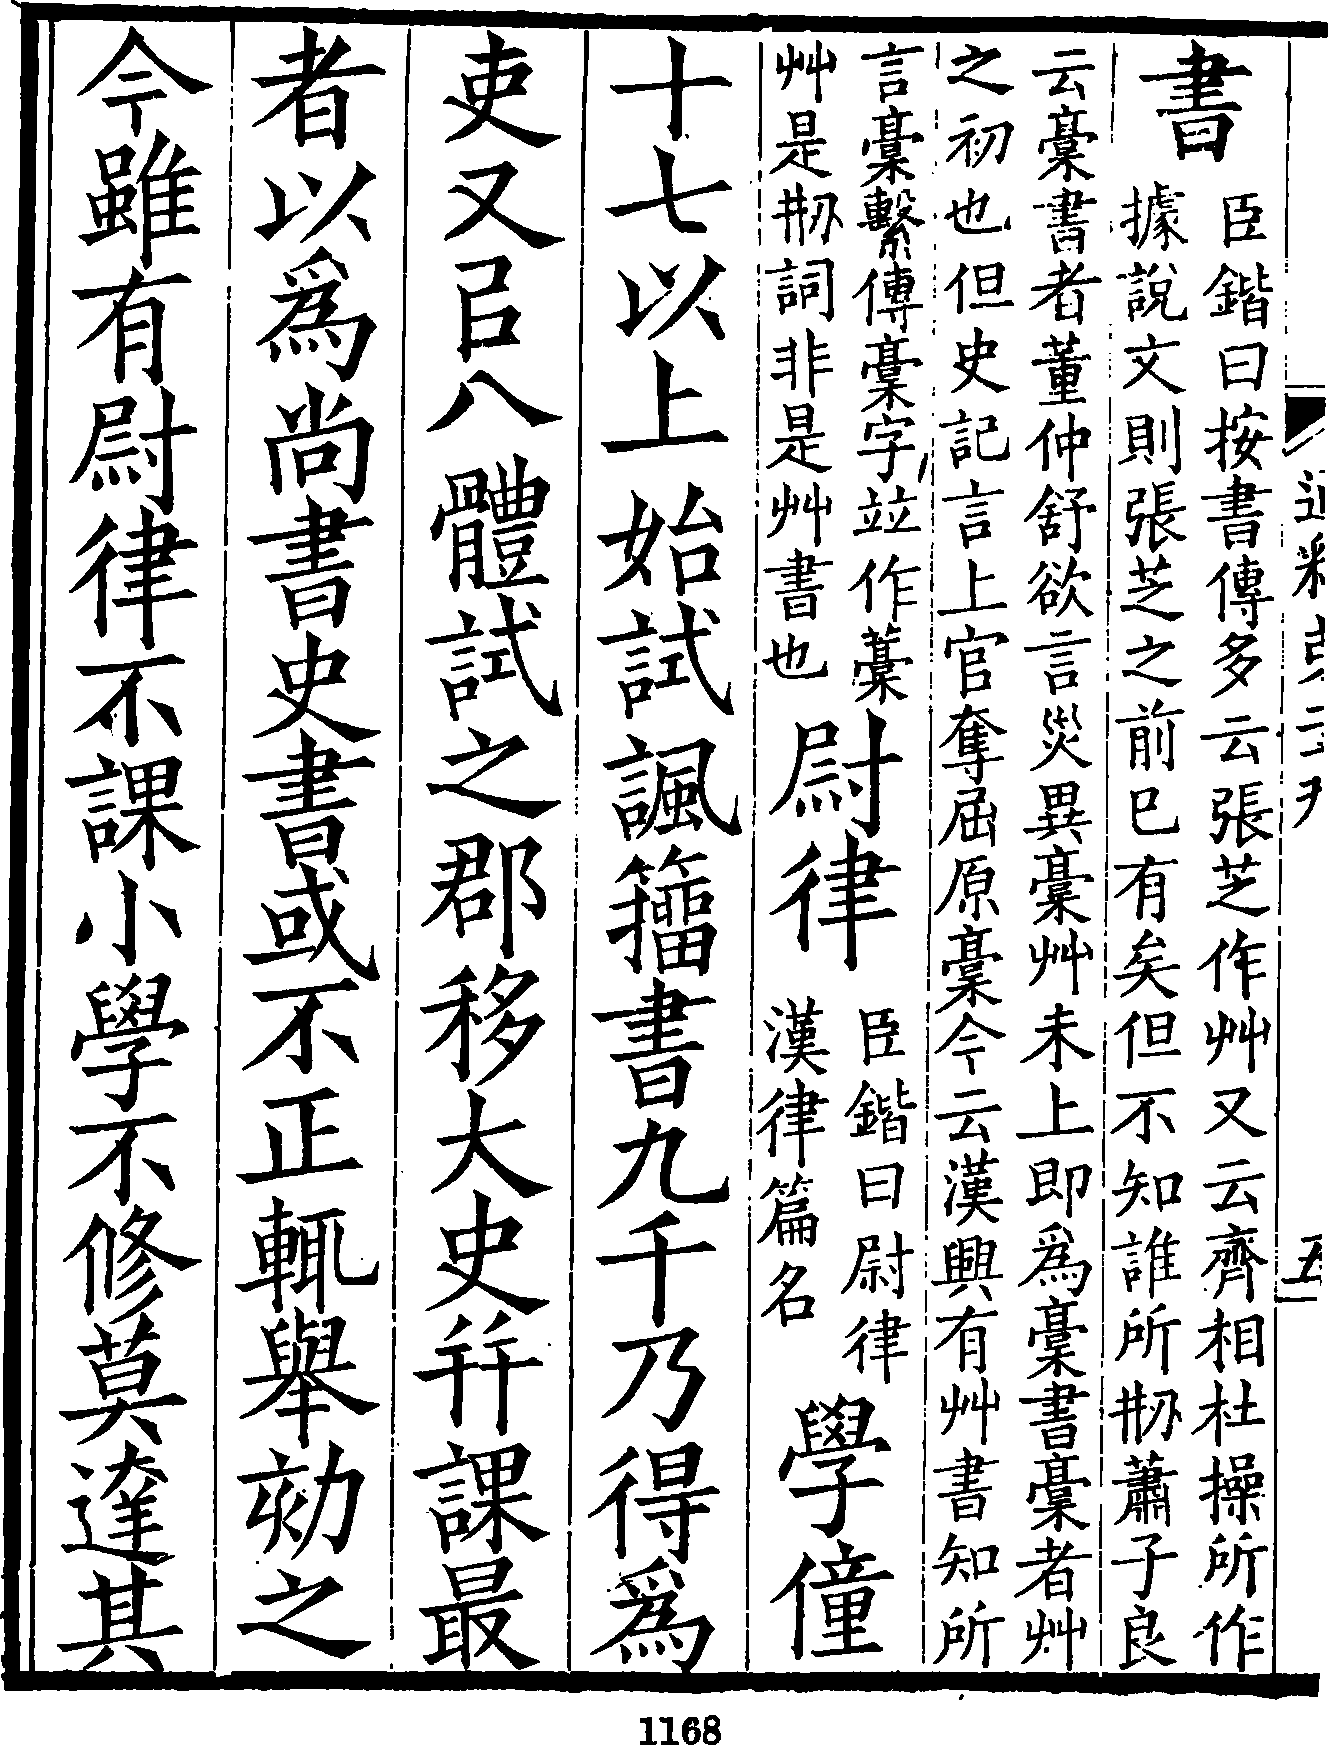 五
書
臣鍇曰按書傳多云張芝作艸又云齊相杜操所作
據說文則張芝之前已有矣但不知誰所刱蕭子良
云稾書者董仲舒欲言災異稾艸未上即爲稾書稾者艸
之初也但史記言上官奪屈原稾今云漢興有艸書知所
言稾繫傳稾字竝作藁
艸是刱詞非是艸書也
尉律
臣鍇曰尉律
漢律篇名
學僮
十七以上始試諷籀書九千乃得爲
吏又㠯八體試之郡移大史幷課最
者以爲尚書史書或不正輒舉劾之
今雖有尉律不課小學不修莫達其
1168